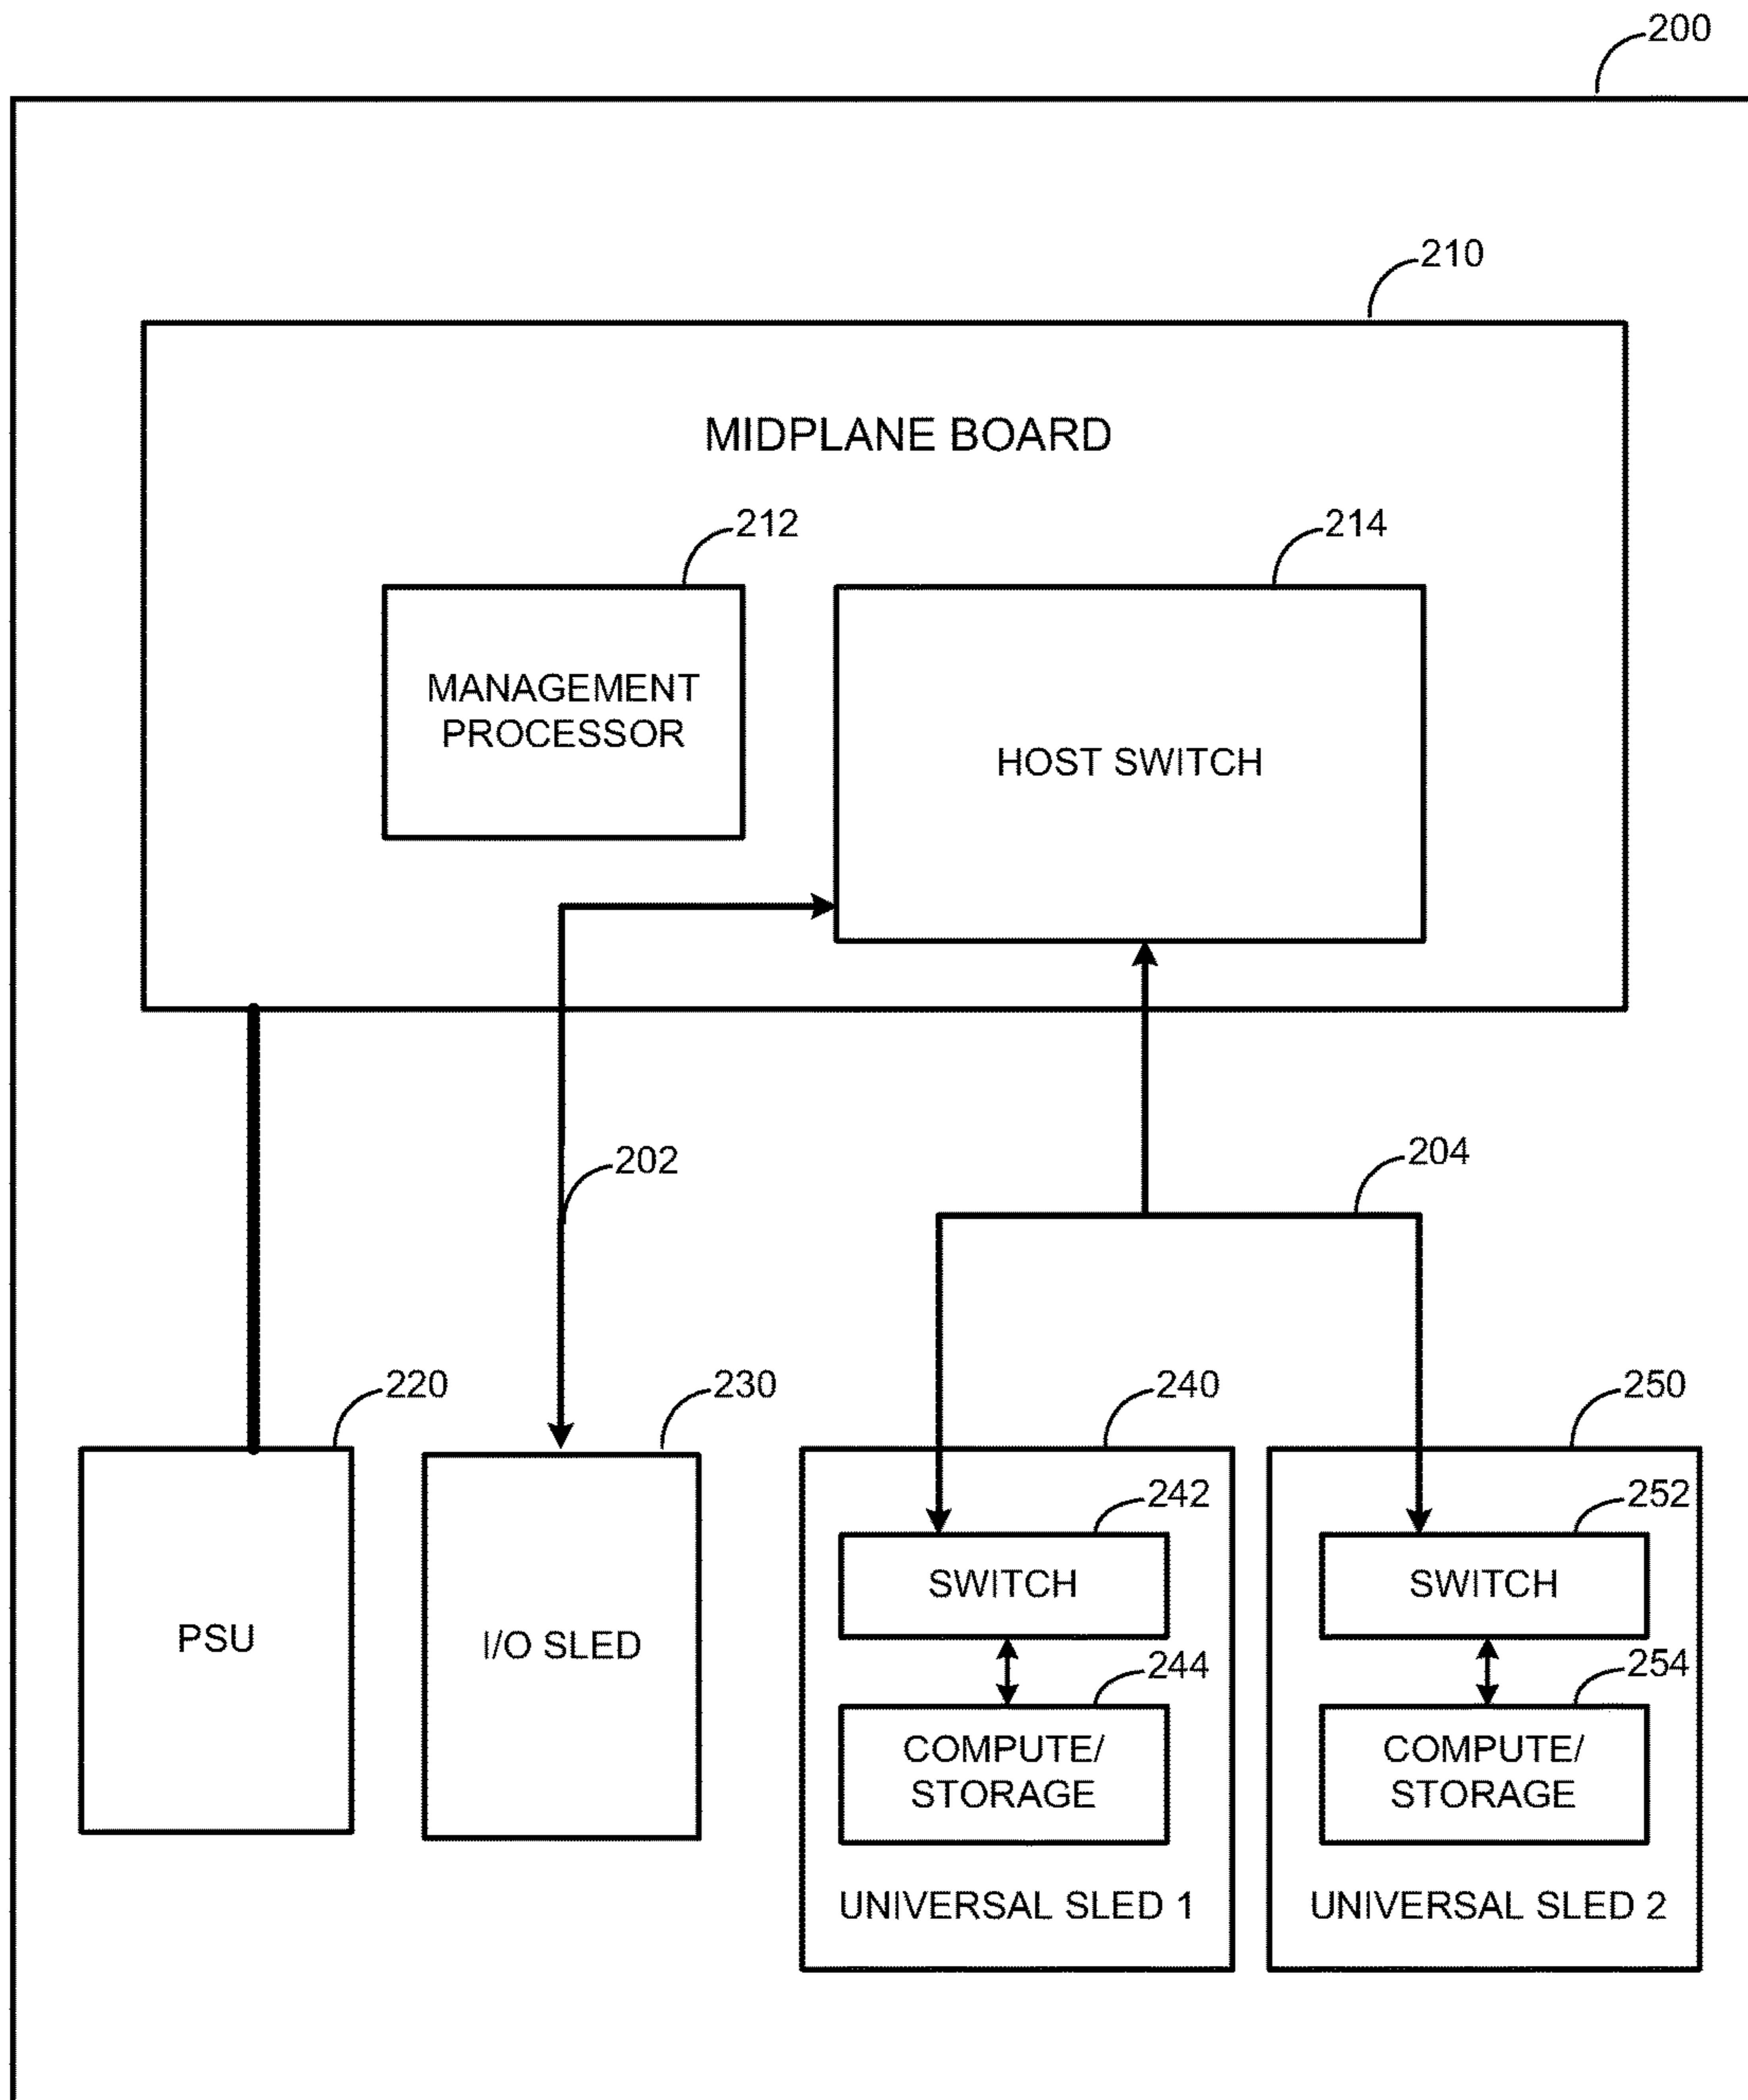 200
210
MIDPLANE BOARD
212
214
MANAGEMENT
PROCESSOR
HOST SWITCH
202
204
220
230
240
250
242
252
SWITCH
SWITCH
PSU
I/O SLED
244
254
COMPUTE/
STORAGE
COMPUTE/
STORAGE
UNIVERSAL SLED 1
UNIVERSAL SLED 2